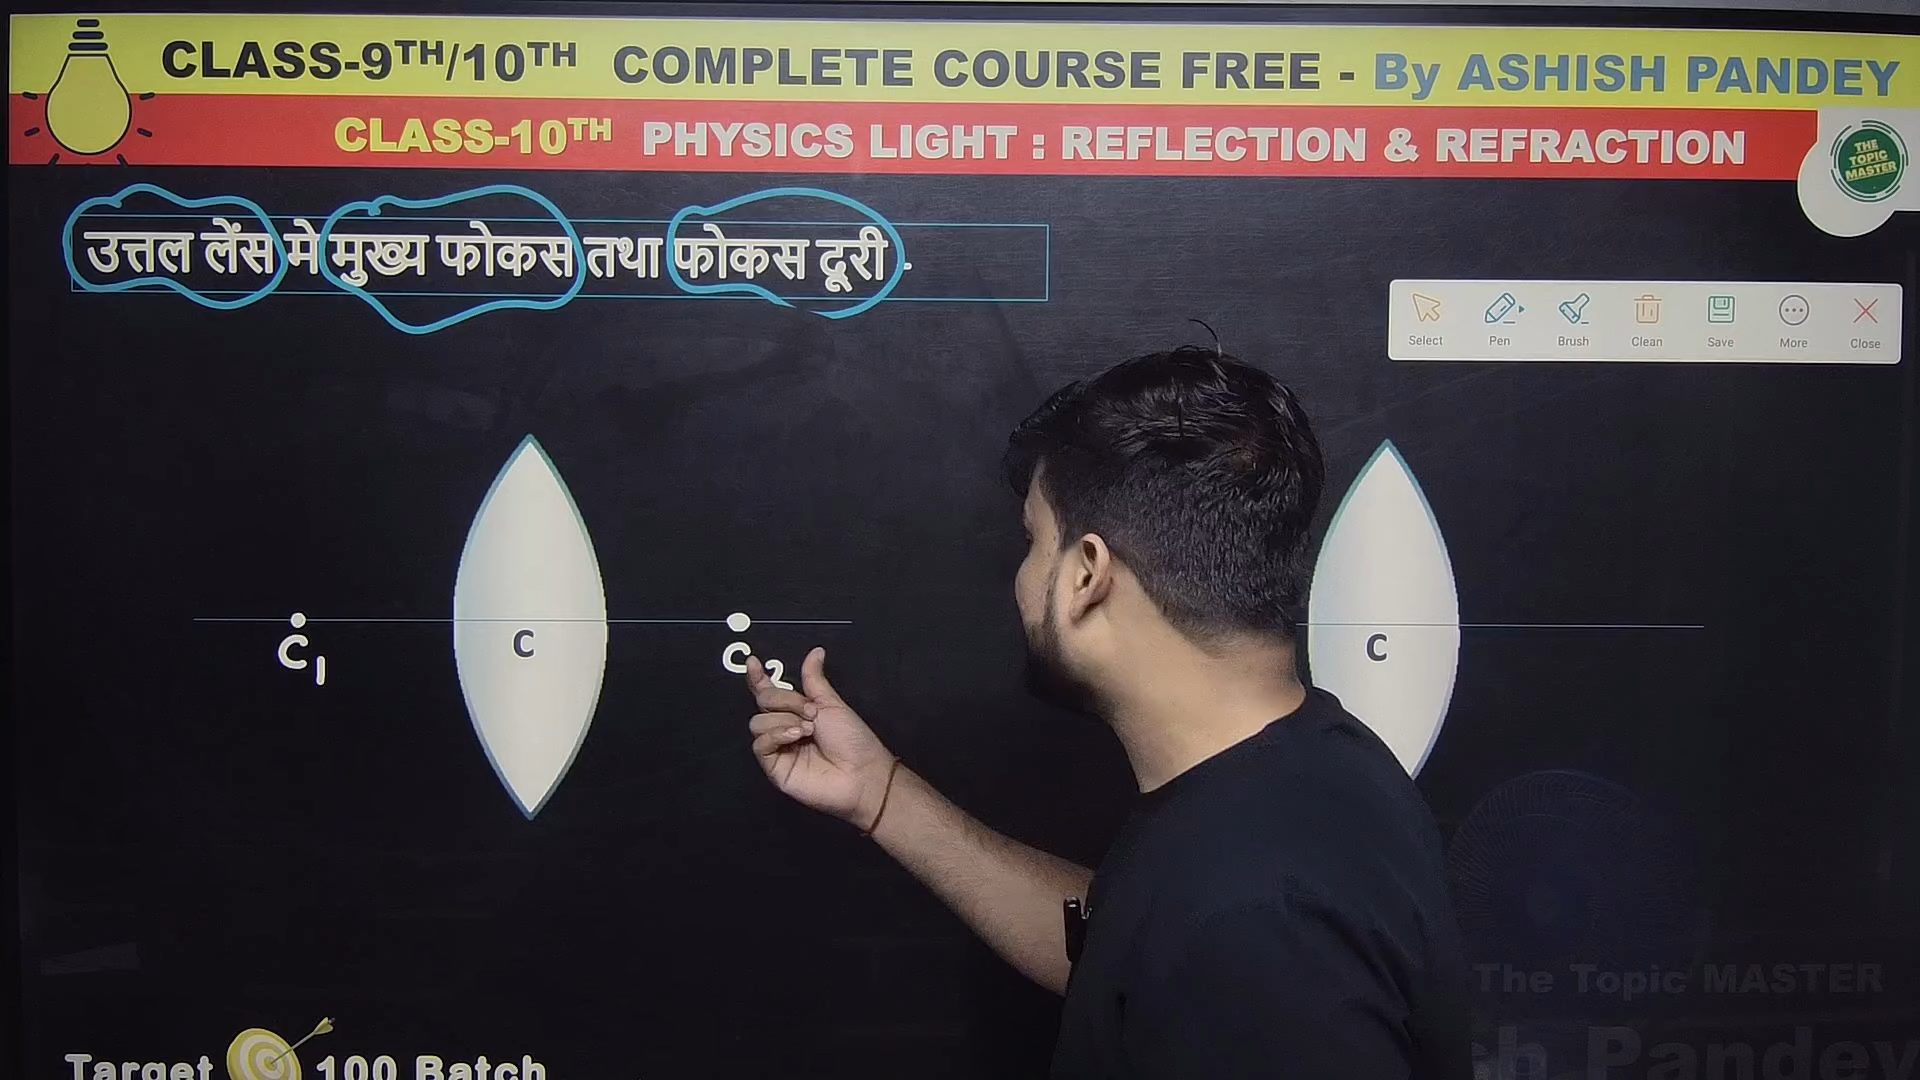 CLASS-9TH/10TH COMPLETE COURSE FREE - By ASHISH PANDEY
CLASS-10TH PHYSICS LIGHT : REFLECTION & REFRACTION
THE TOPIC MASTER
उत्तल लेंस मे मुख्य फोकस तथा फोकस दूरी -
Select Pen Brush Clean Save More Close
C1 C C2 C
The Topic MASTER
Pandey
Target 100 Batch